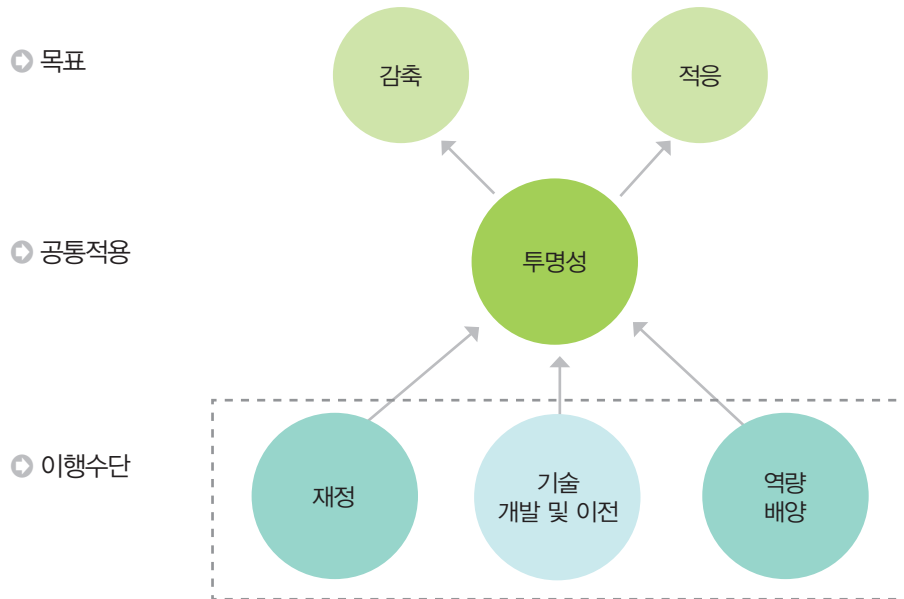 목표
감축
적응
공통적용
투명성
이행수단
재정
기술
개발 및 이전
역량
배양